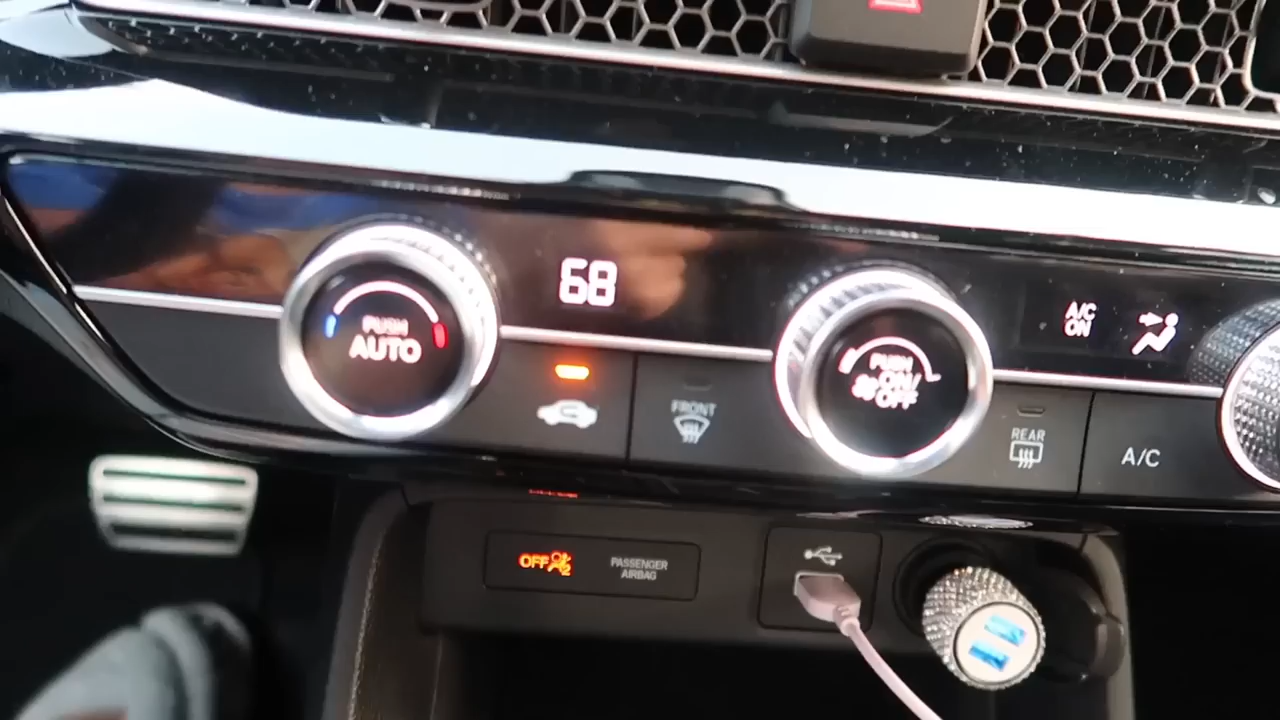 68
PUSH
AUTO
PUSH
ON/
OFF
A/C
ON
FRONT
REAR
A/C
OFF
PASSENGER
AIRBAG